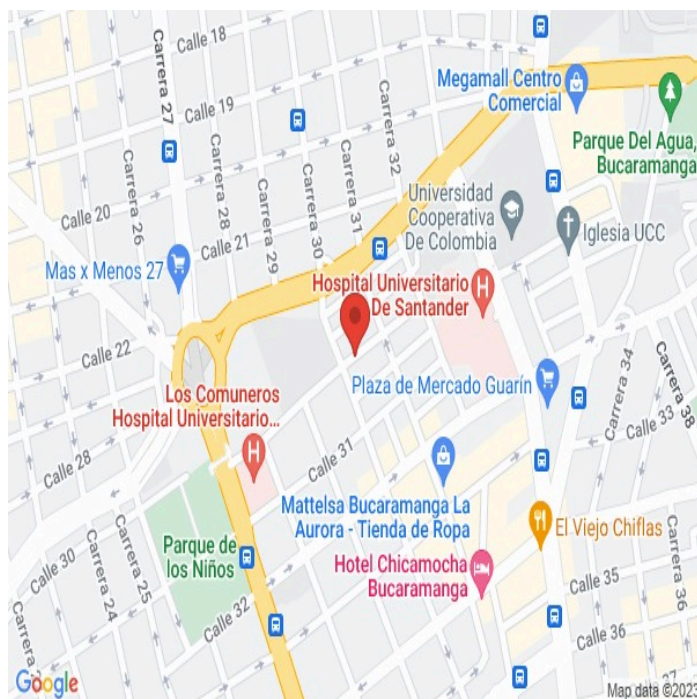 Calle 18
Carrera 27
Carrera 32
Megamall Centro
Comercial
Calle 19
Parque Del Agua,
Bucaramanga
Carrera 26
Carrera 28
Carrera 29
Carrera 30
Carrera 31
Calle 20
Calle 21
Universidad
Cooperativa
De Colombia
Iglesia UCC
Mas x Menos 27
Hospital Universitario
De Santander
H
Calle 22
Plaza de Mercado Guarín
Carrera 34
Carrera 38
Los Comuneros
Hospital Universitario...
H
Calle 33
Calle 28
Calle 31
Mattelsa Bucaramanga La
Aurora - Tienda de Ropa
El Viejo Chiflas
Parque de
los Niños
Hotel Chicamocha
Bucaramanga
Calle 30
Carrera 25
Carrera 24
Calle 32
Calle 35
Calle 36
Google
Map data ©202